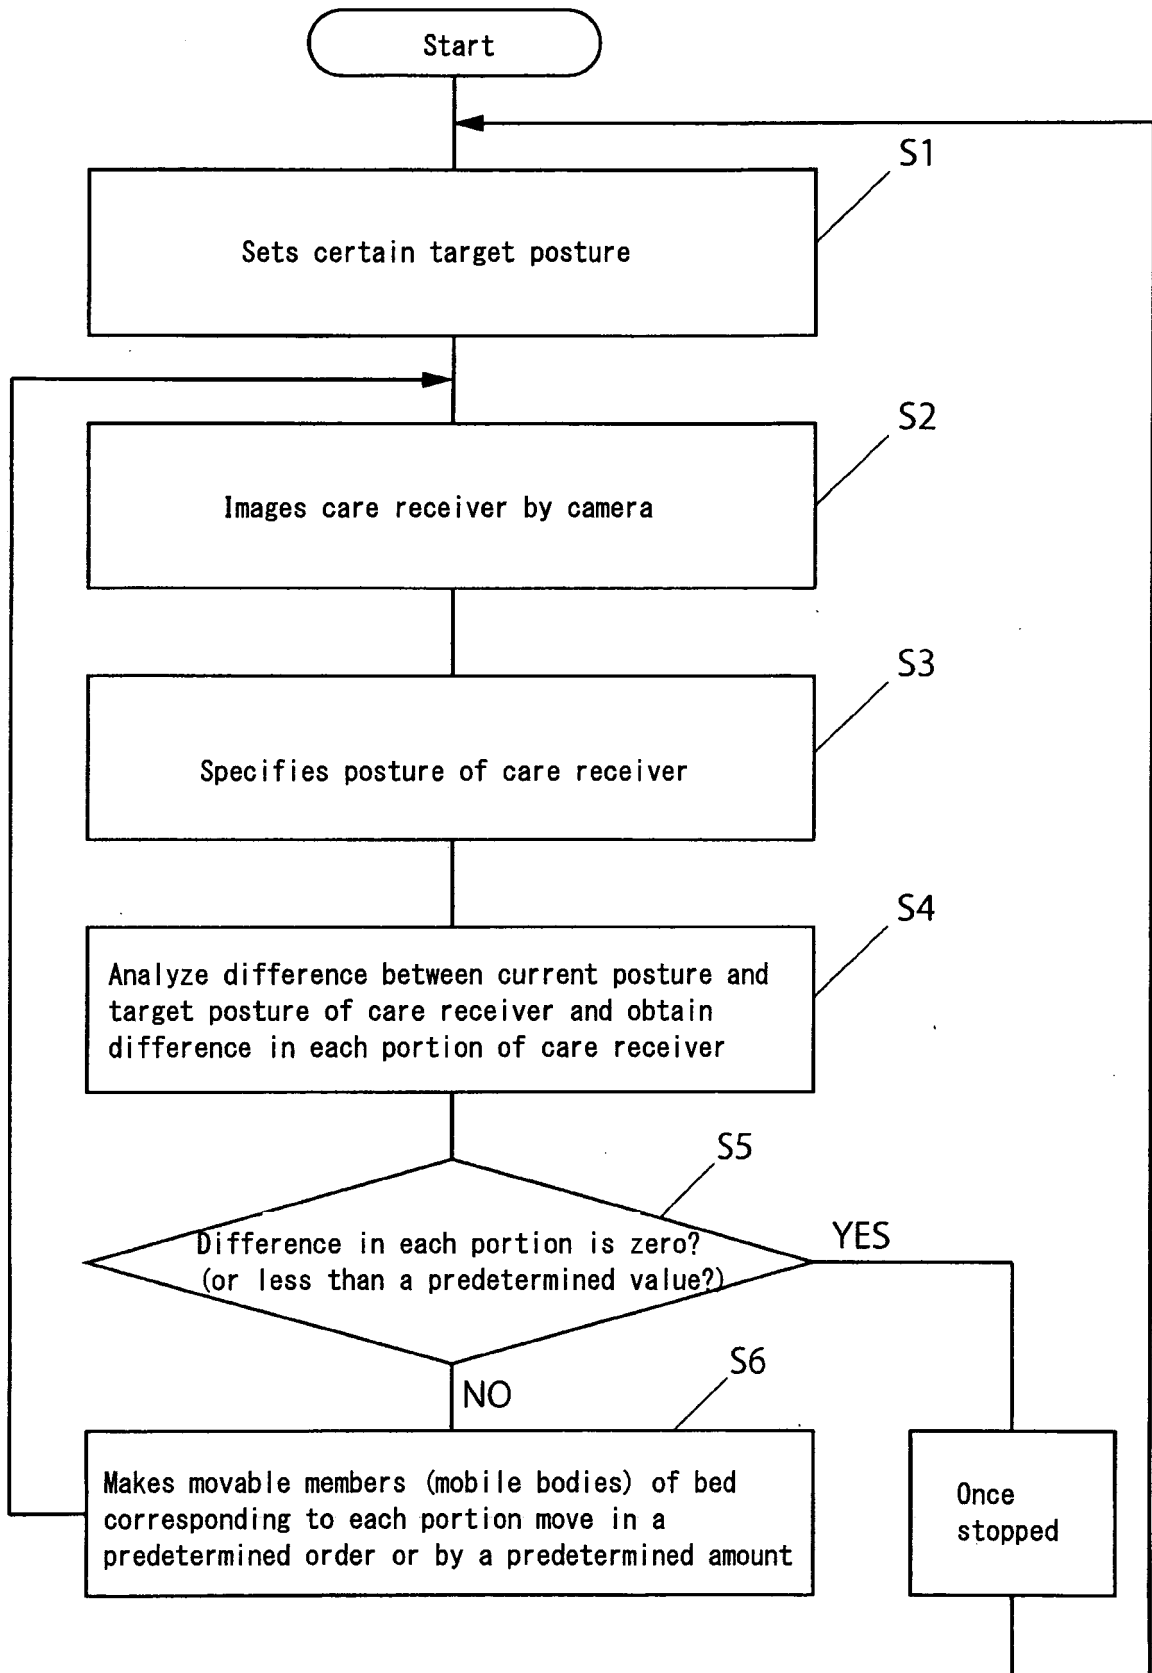 Start
S1
Sets certain target posture
S2
Images care receiver by camera
S3
Specifies posture of care receiver
S4
Analyze difference between current posture and
target posture of care receiver and obtain
difference in each portion of care receiver
S5
Difference in each portion is zero?
(or less than a predetermined value?)
YES
NO
S6
Makes movable members (mobile bodies) of bed
corresponding to each portion move in a
predetermined order or by a predetermined amount
Once
stopped